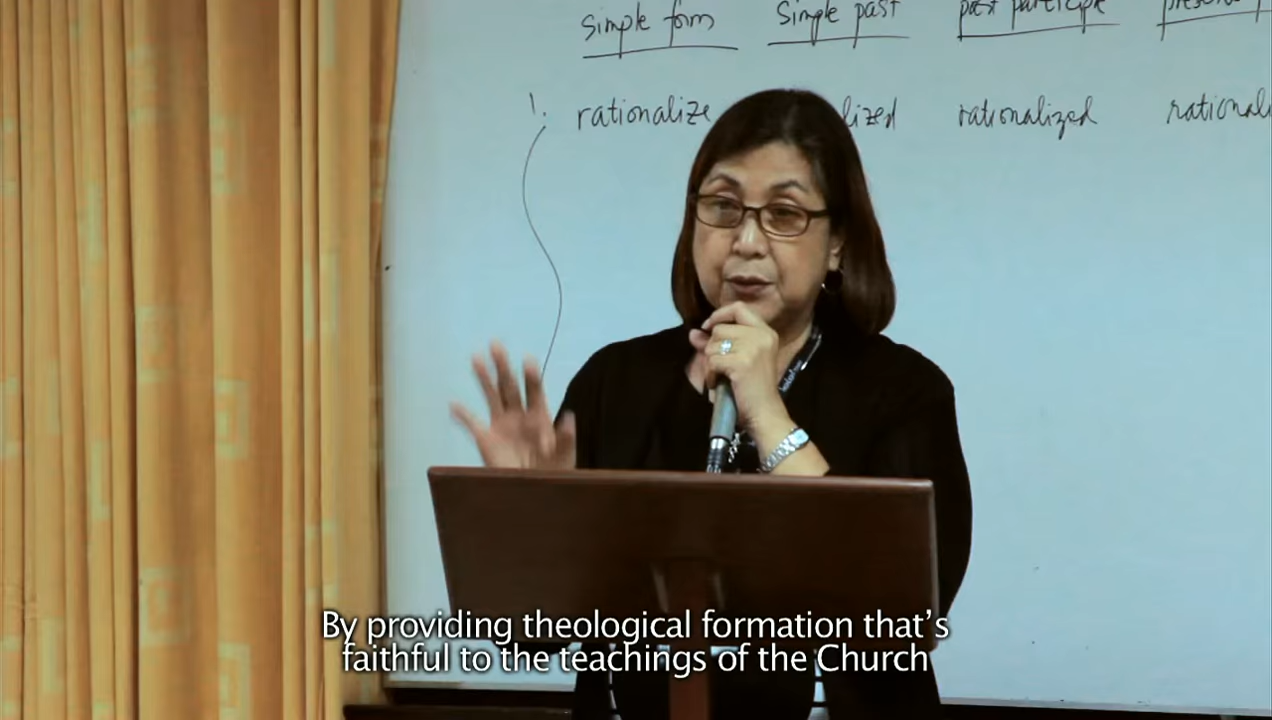 simple form simple past past participle
1. rationalize lized rationalized rationali
By providing theological formation that's
faithful to the teachings of the Church